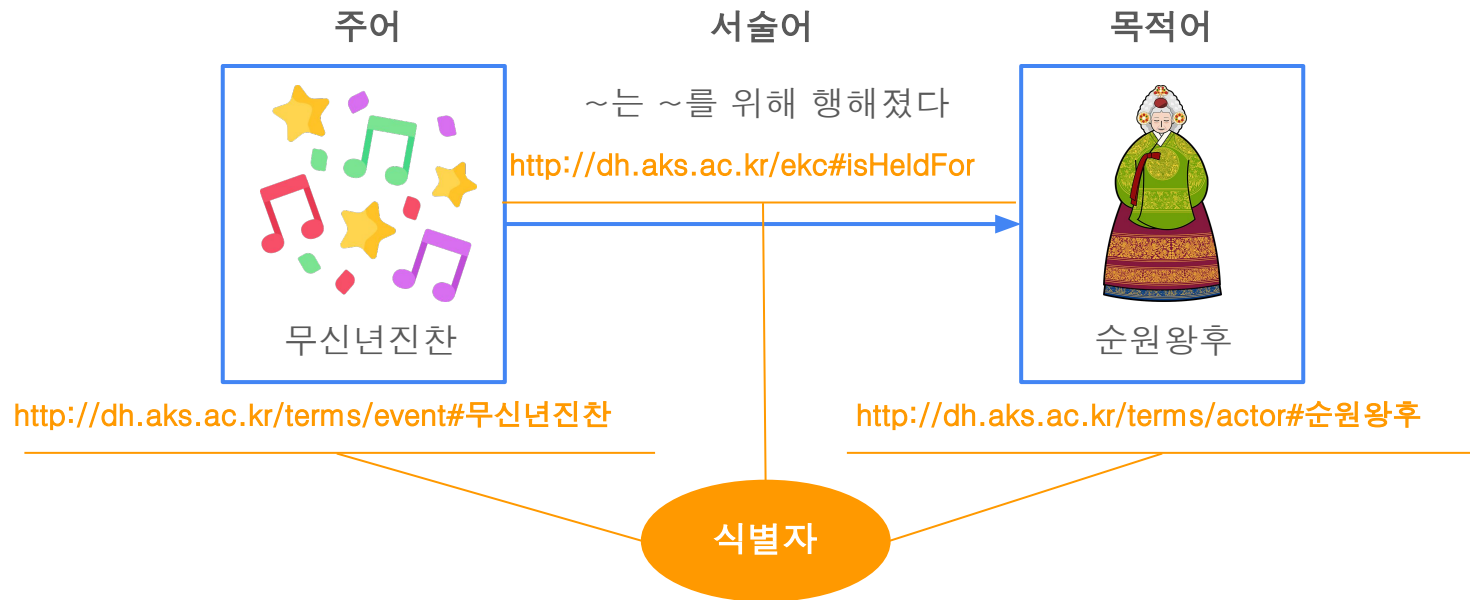 주어
서술어
목적어
~는 ~를 위해 행해졌다
http://dh.aks.ac.kr/ekc#isHeldFor
무신년진찬
순원왕후
http://dh.aks.ac.kr/terms/event#무신년진찬
http://dh.aks.ac.kr/terms/actor#순원왕후
식별자